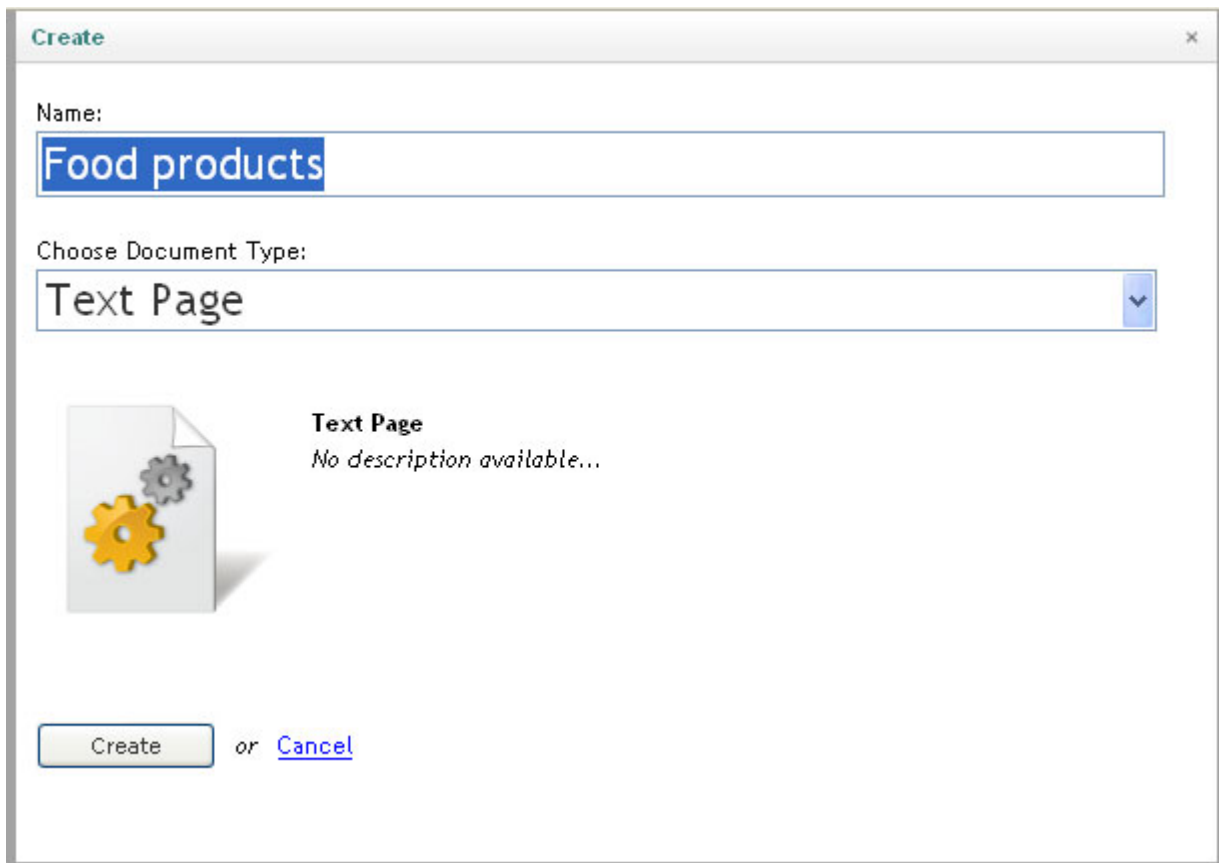 Create
Name:
Food products
Choose Document Type:
Text Page
Text Page
No description available...
Create or Cancel